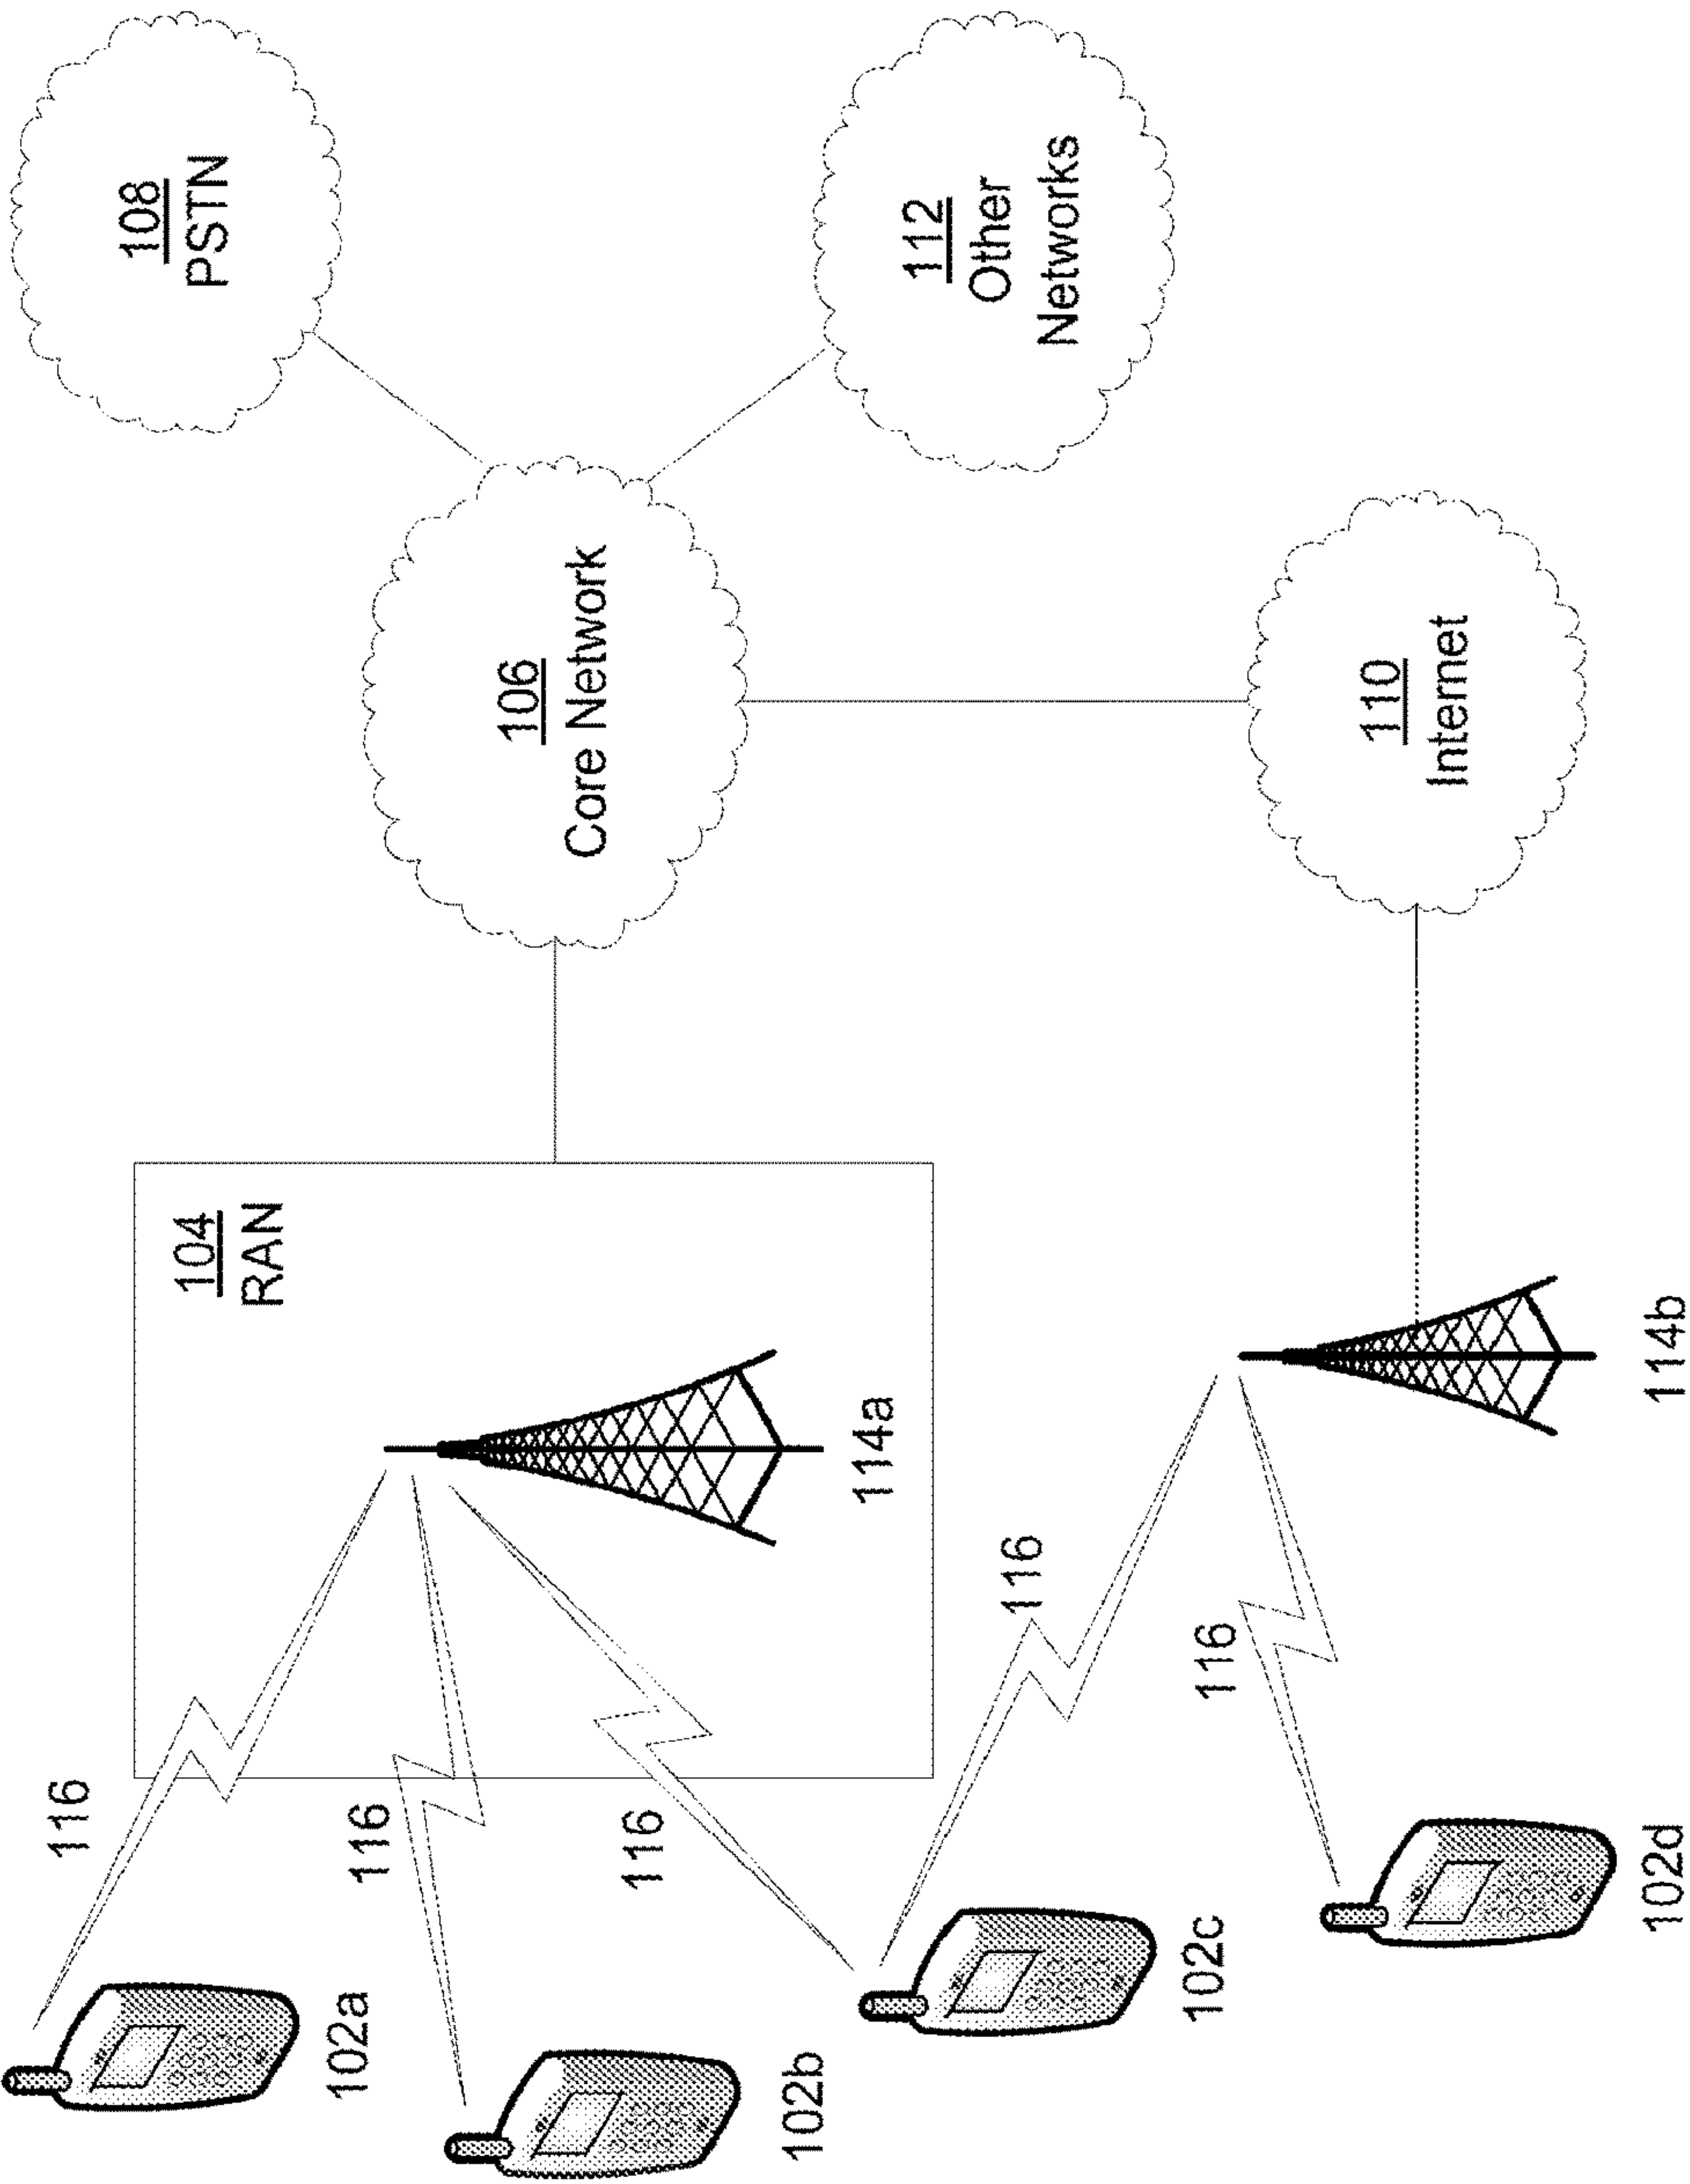 102a
116
102b
116
102c
116
104
RAN
114a
106
Core Network
108
PSTN
112
Other
Networks
102d
116
116
114b
110
Internet